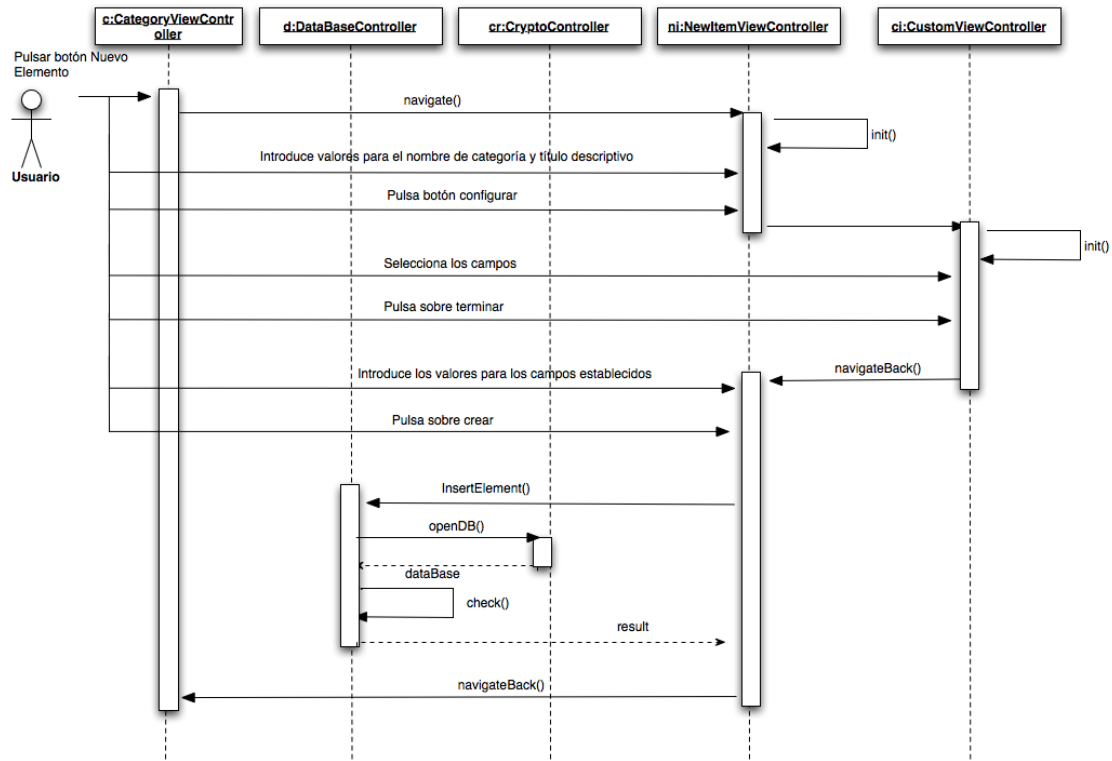 c:CategoryViewContr
oller
d:DataBaseController
cr:CryptoController
ni:NewItemViewController
ci:CustomViewController
Pulsar botón Nuevo
Elemento
Usuario
navigate()
init()
Introduce valores para el nombre de categoría y título descriptivo
Pulsa botón configurar
init()
Selecciona los campos
Pulsa sobre terminar
navigateBack()
Introduce los valores para los campos establecidos
Pulsa sobre crear
InsertElement()
openDB()
dataBase
check()
result
navigateBack()